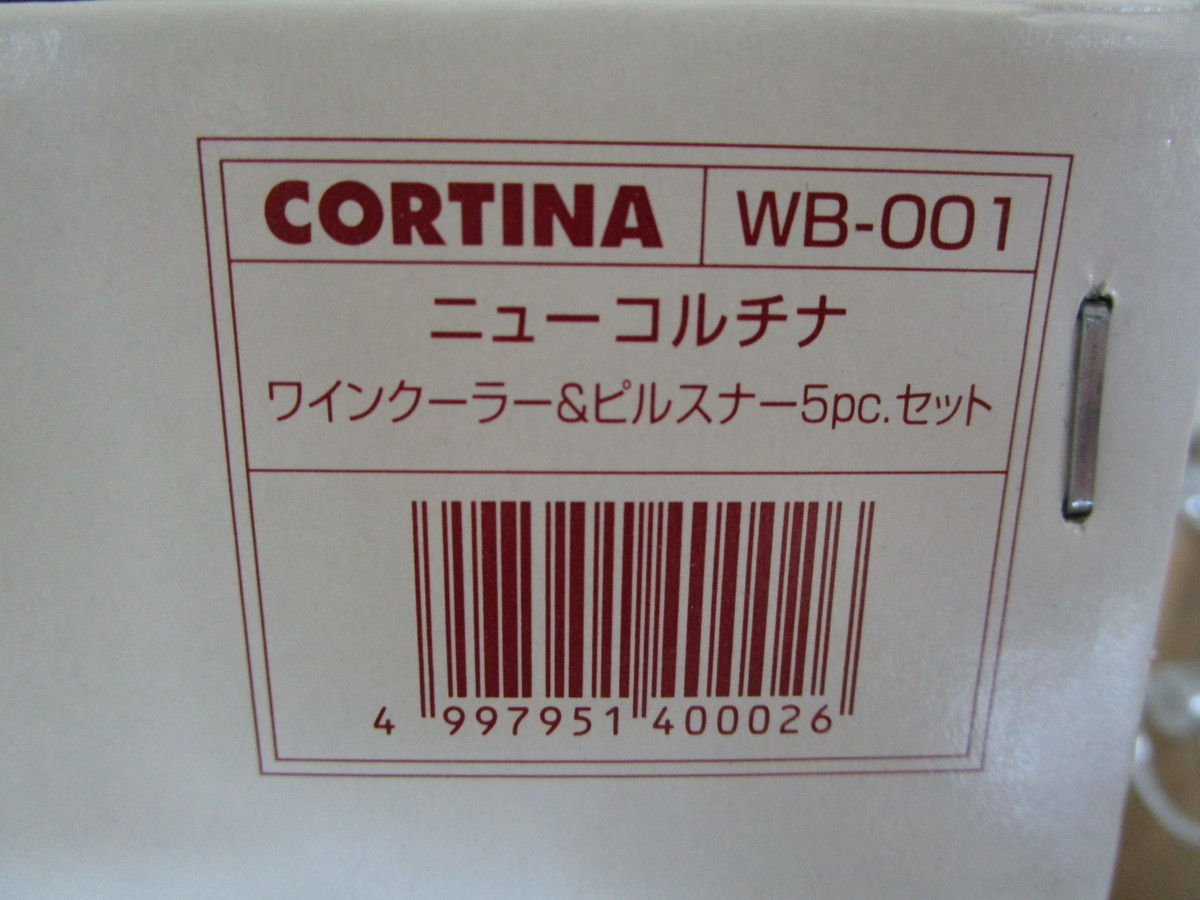 CORTINA WB-001
ニューコルチナ
ワインクーラー&ピルスナー5pc.セット
4 997951 400026